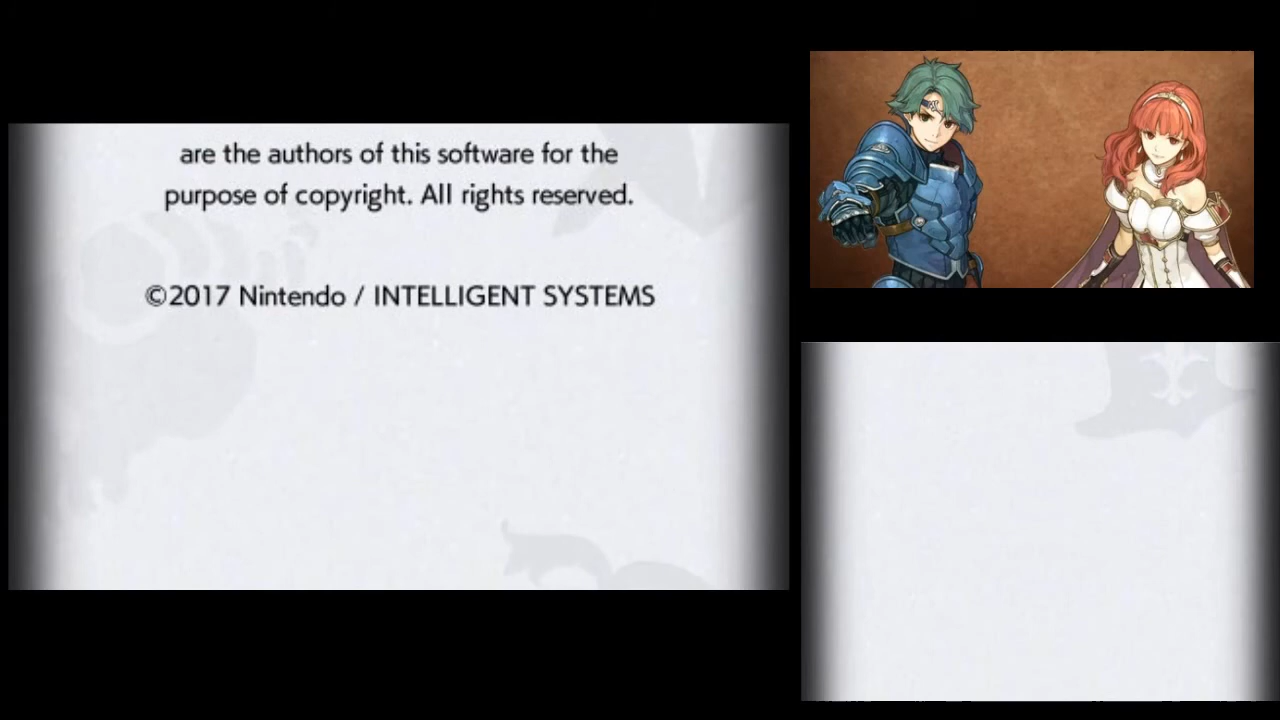 are the authors of this software for the
purpose of copyright. All rights reserved.
©2017 Nintendo / INTELLIGENT SYSTEMS